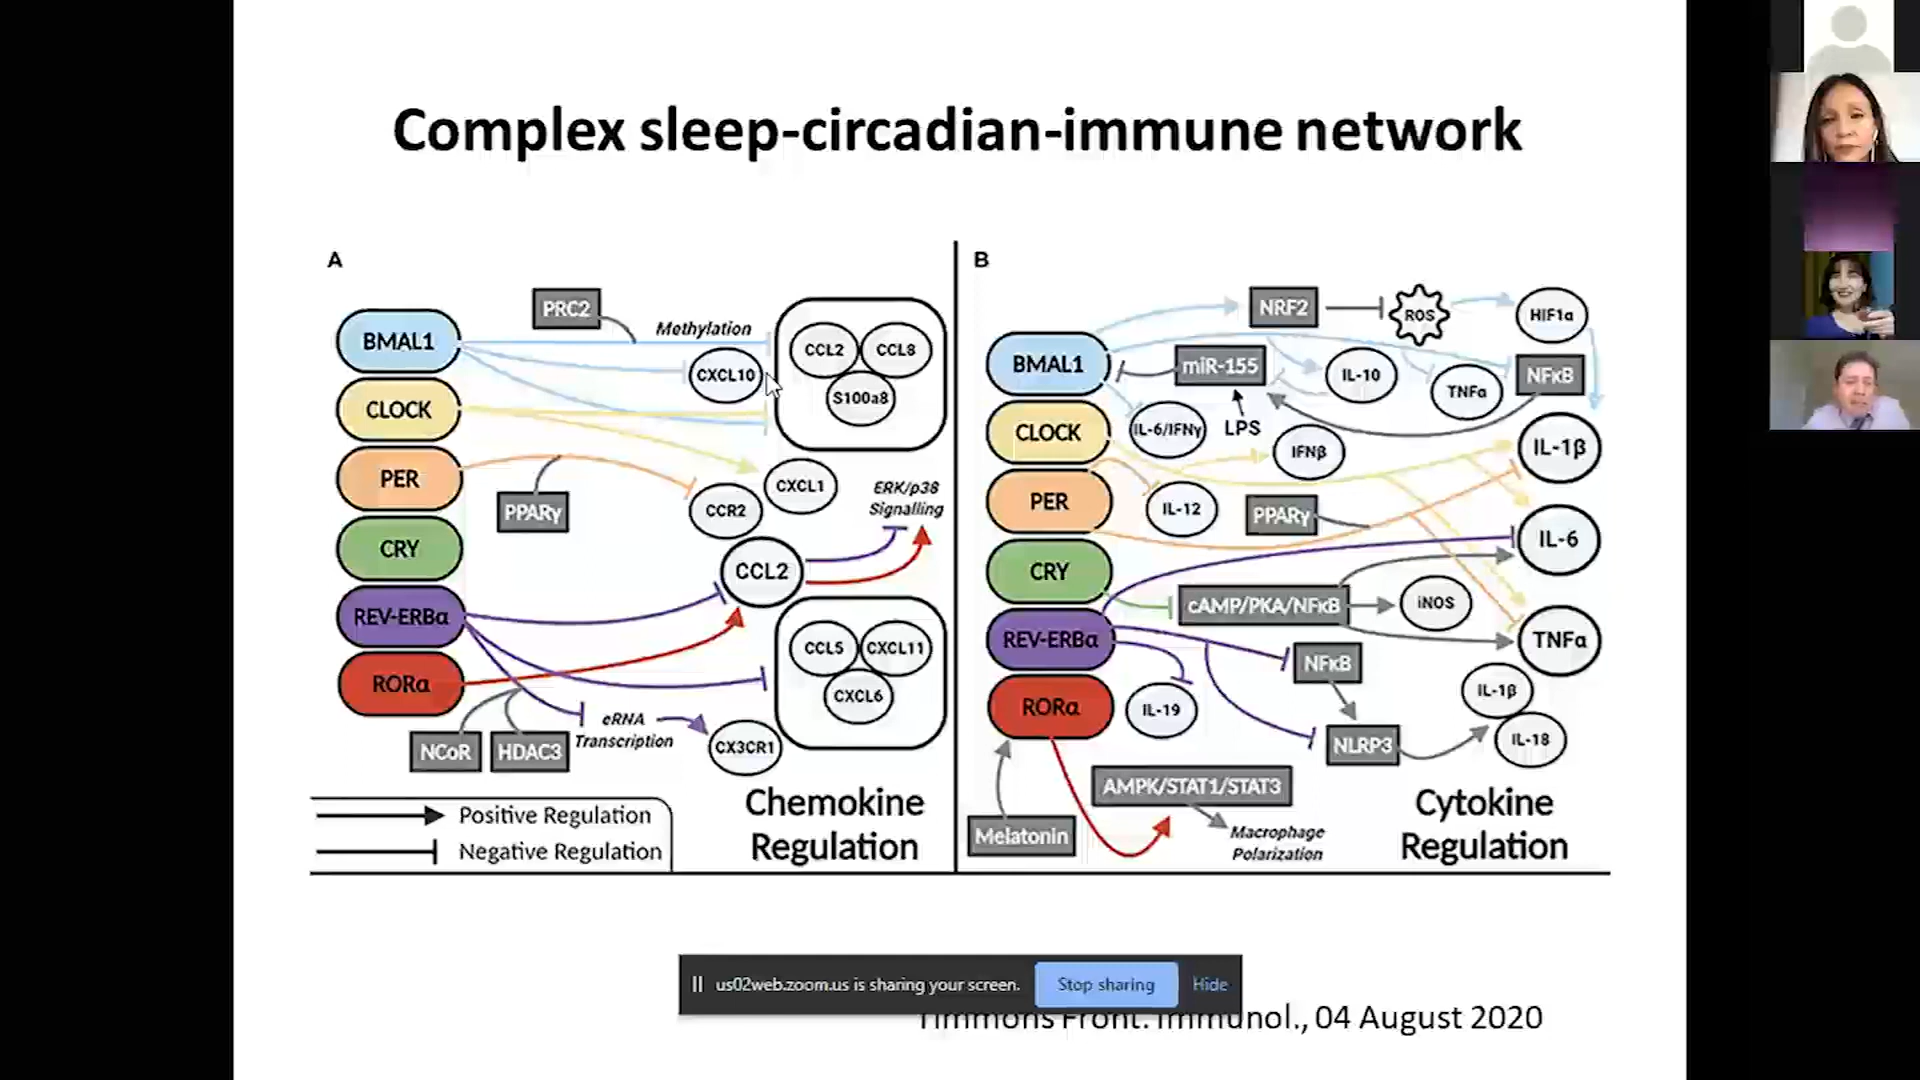 Complex sleep-circadian-immune network
A
BMAL1
CLOCK
PER
CRY
REV-ERBα
RORα
PRC2
Methylation
CXCL10
CCL2
CCL8
S100a8
PPARγ
CCR2
CXCL1
ERK/p38
Signalling
CCL2
CCL5
CXCL11
CXCL6
NCoR
HDAC3
eRNA
Transcription
CX3CR1
Positive Regulation
Negative Regulation
Chemokine
Regulation
B
BMAL1
CLOCK
PER
CRY
REV-ERBα
RORα
NRF2
ROS
HIF1α
miR-155
IL-10
TNFα
NFκB
IL-6/IFNγ
LPS
IFNβ
IL-1β
IL-12
PPARγ
IL-6
cAMP/PKA/NFκB
iNOS
TNFα
NFκB
IL-19
IL-1β
IL-18
NLRP3
AMPK/STAT1/STAT3
Melatonin
Macrophage
Polarization
Cytokine
Regulation
us02web.zoom.us is sharing your screen.
Stop sharing
Hide
Timmons Front. Immunol., 04 August 2020